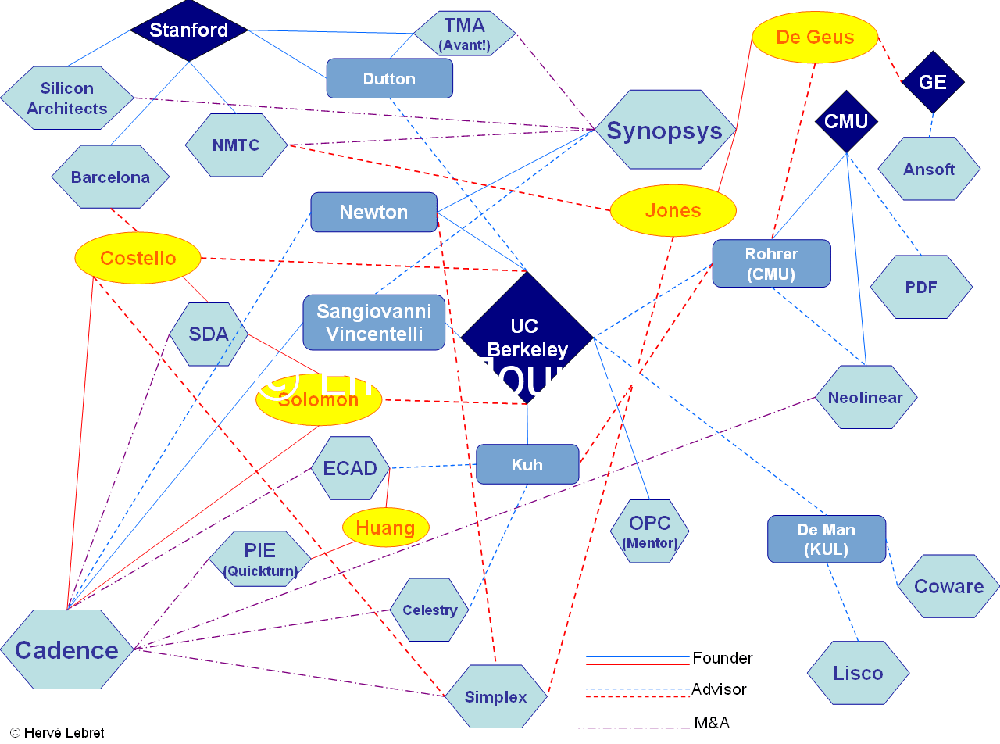 Stanford
TMA
(Avant!)
De Geus
Dutton
GE
Silicon
Architects
CMU
Synopsys
NMTC
Ansoft
Barcelona
Newton
Jones
Costello
Rohrer
(CMU)
PDF
Sangiovanni
Vincentelli
SDA
UC
Berkeley
Solomon
Neolinear
ECAD
Kuh
Huang
OPC
(Mentor)
De Man
(KUL)
PIE
(Quickturn)
Coware
Celestry
Cadence
Founder
Lisco
Advisor
Simplex
M&A
© Hervé Lebret